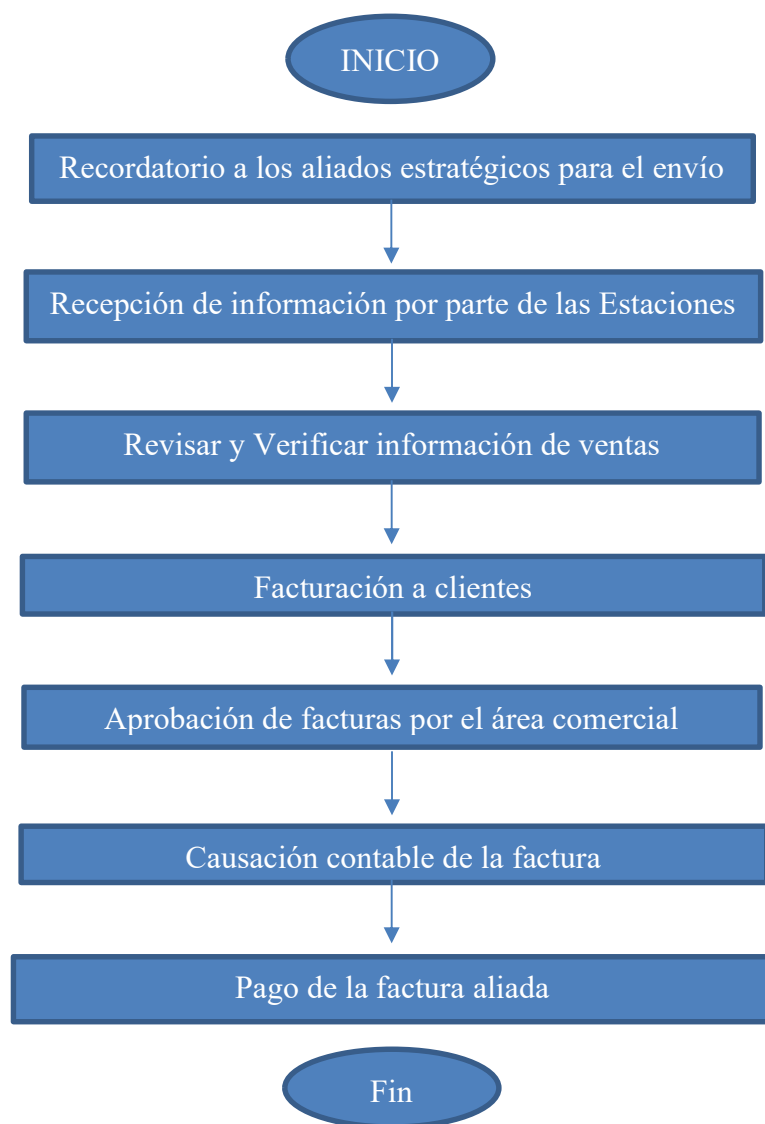 INICIO
Recordatorio a los aliados estratégicos para el envío
Recepción de información por parte de las Estaciones
Revisar y Verificar información de ventas
Facturación a clientes
Aprobación de facturas por el área comercial
Causación contable de la factura
Pago de la factura aliada
Fin